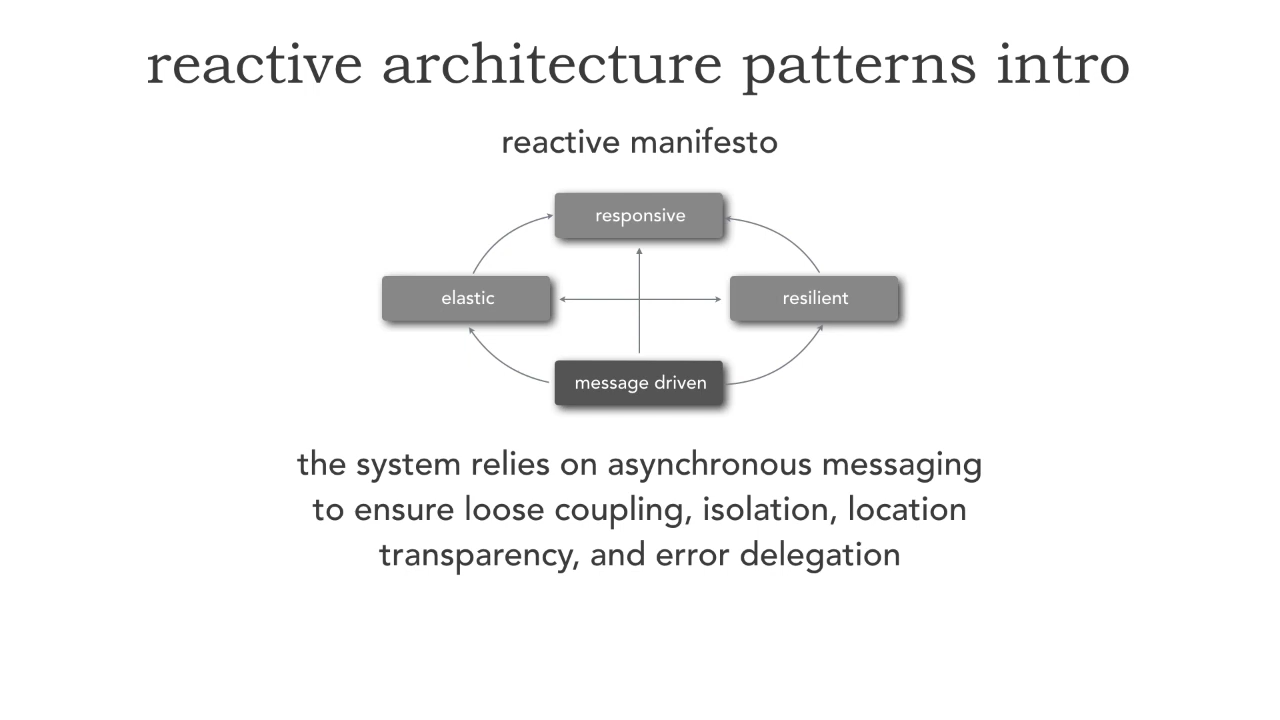 reactive architecture patterns intro
reactive manifesto
responsive
elastic
resilient
message driven
the system relies on asynchronous messaging
to ensure loose coupling, isolation, location
transparency, and error delegation